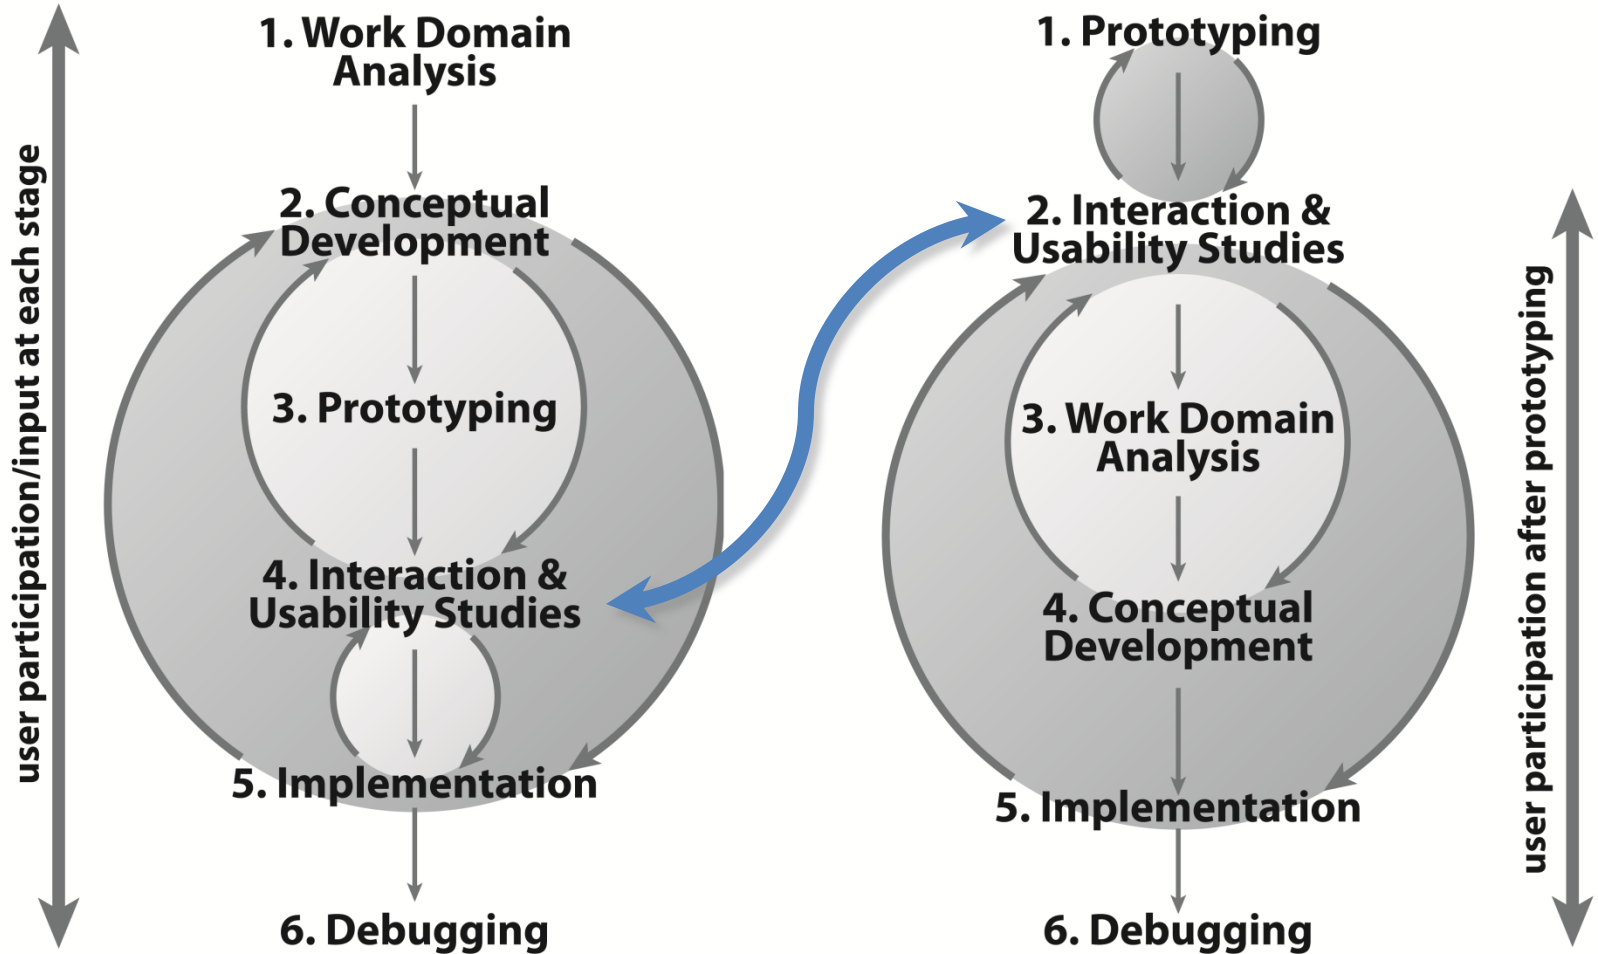 user participation/input at each stage
1. Work Domain
Analysis
2. Conceptual
Development
3. Prototyping
4. Interaction &
Usability Studies
5. Implementation
6. Debugging
1. Prototyping
2. Interaction &
Usability Studies
3. Work Domain
Analysis
4. Conceptual
Development
5. Implementation
6. Debugging
user participation after prototyping